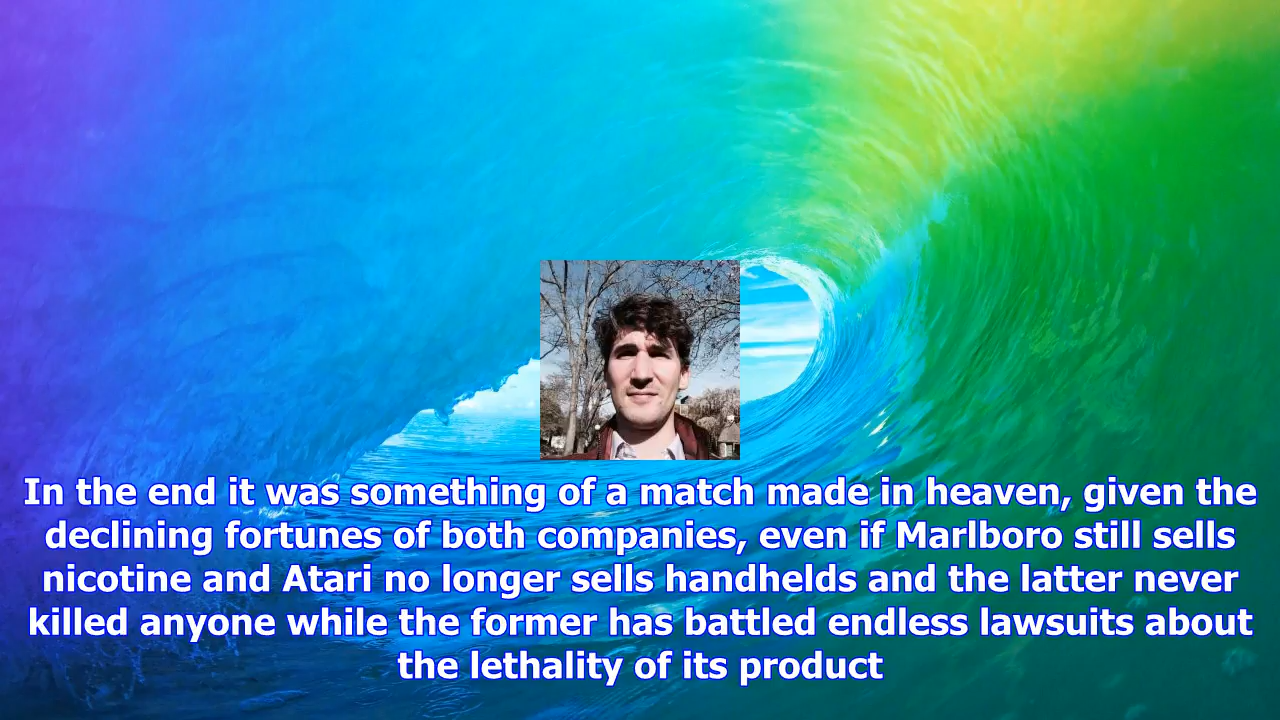 In the end it was something of a match made in heaven, given the
declining fortunes of both companies, even if Marlboro still sells
nicotine and Atari no longer sells handhelds and the latter never
killed anyone while the former has battled endless lawsuits about
the lethality of its product